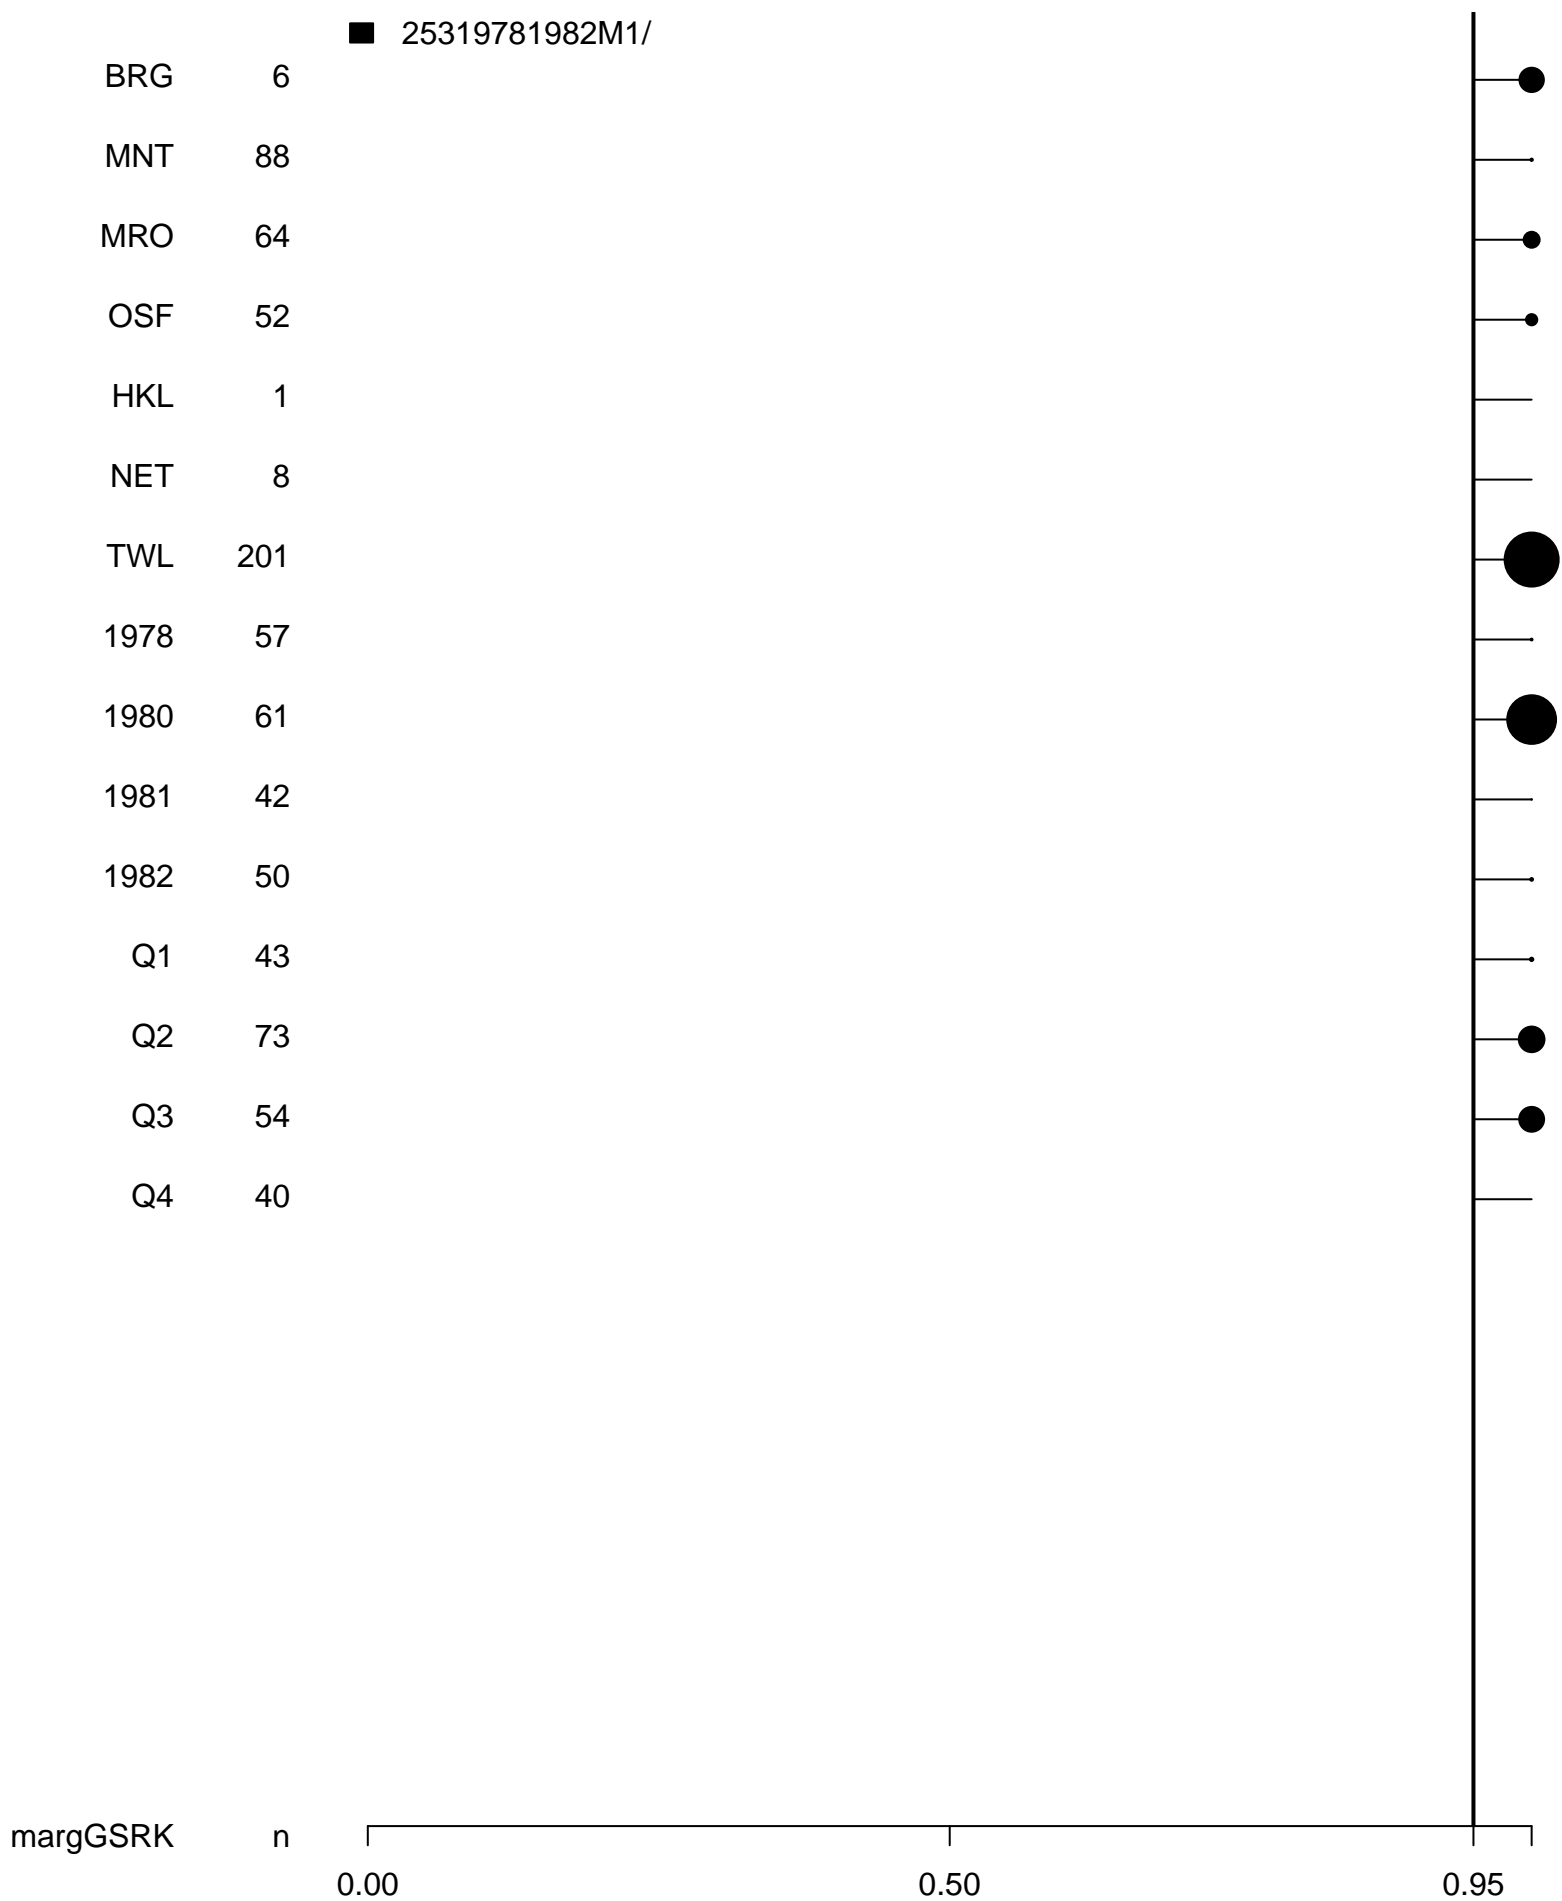 25319781982M1/
BRG 6
MNT 88
MRO 64
OSF 52
HKL 1
NET 8
TWL 201
1978 57
1980 61
1981 42
1982 50
Q1 43
Q2 73
Q3 54
Q4 40
margGSRK n
0.00 0.50 0.95